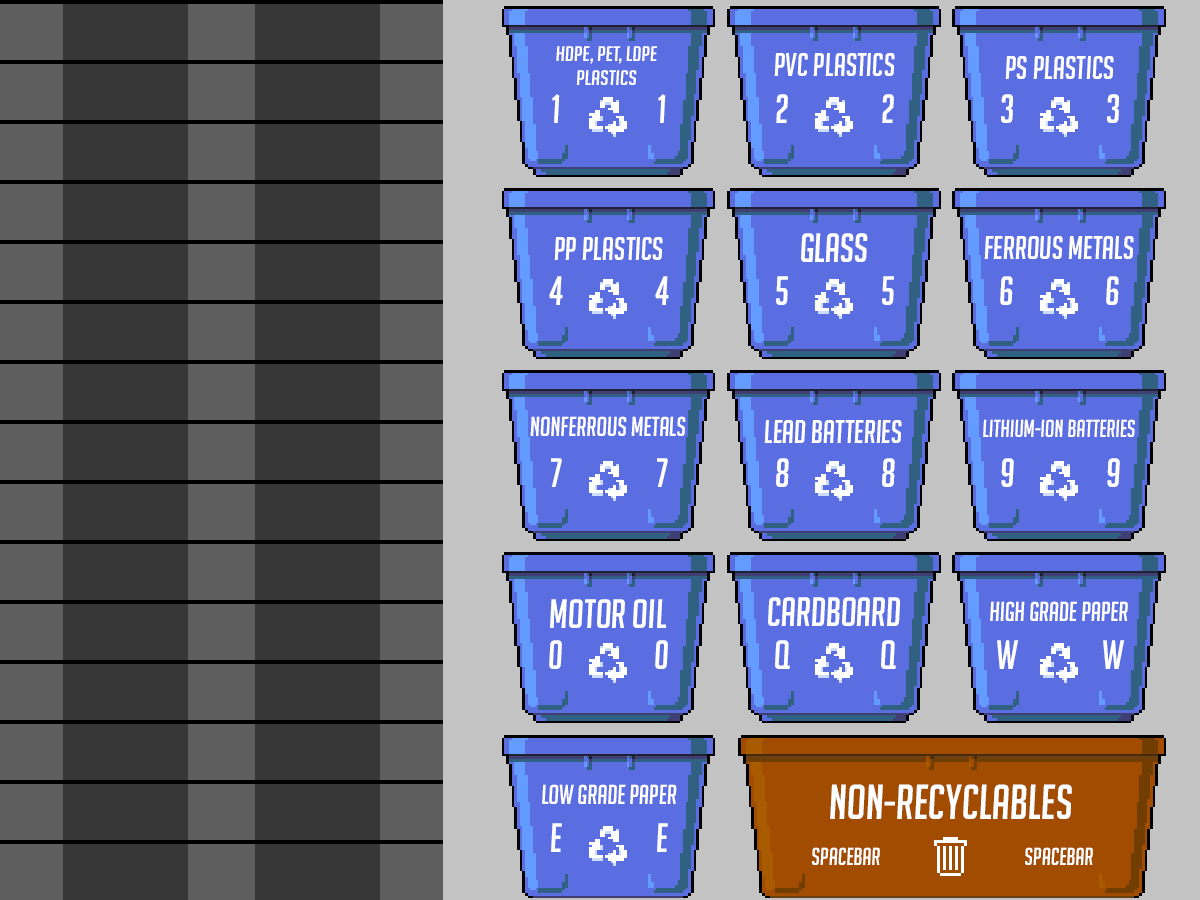 HDPE, PET, LDPE
PLASTICS
1 1
PVC PLASTICS
2 2
PS PLASTICS
3 3
PP PLASTICS
4 4
GLASS
5 5
FERROUS METALS
6 6
NONFERROUS METALS
7 7
LEAD BATTERIES
8 8
LITHIUM-ION BATTERIES
9 9
MOTOR OIL
0 0
CARDBOARD
Q Q
HIGH GRADE PAPER
W W
LOW GRADE PAPER
E E
NON-RECYCLABLES
SPACEBAR SPACEBAR